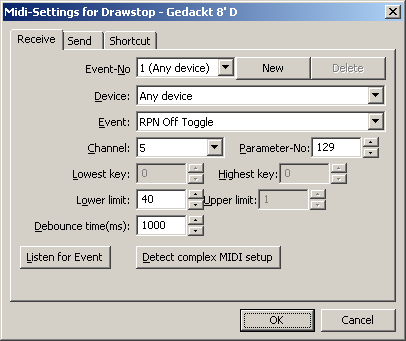 Midi-Settings for Drawstop - Gedackt 8' D
Receive Send Shortcut
Event-No 1 (Any device) New Delete
Device: Any device
Event: RPN Off Toggle
Channel: 5 Parameter-No: 129
Lowest key: 0 Highest key: 0
Lower limit: 40 Upper limit: 1
Debounce time(ms): 1000
Listen for Event Detect complex MIDI setup
OK Cancel